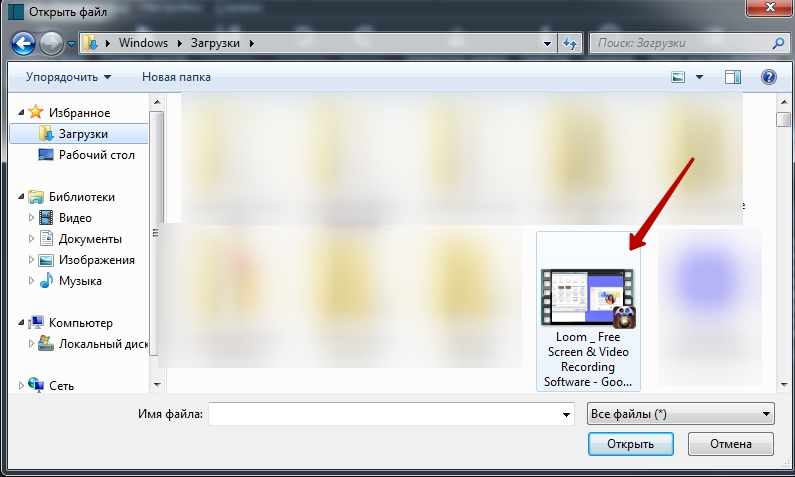 Открыть файл
Windows
Загрузки
Поиск: Загрузки
Упорядочить
Новая папка
Избранное
Загрузки
Рабочий стол
Библиотеки
Видео
Документы
Изображения
Музыка
Компьютер
Локальный диск
Сеть
Loom _ Free
Screen & Video
Recording
Software - Goo...
Имя файла:
Все файлы (*)
Открыть
Отмена